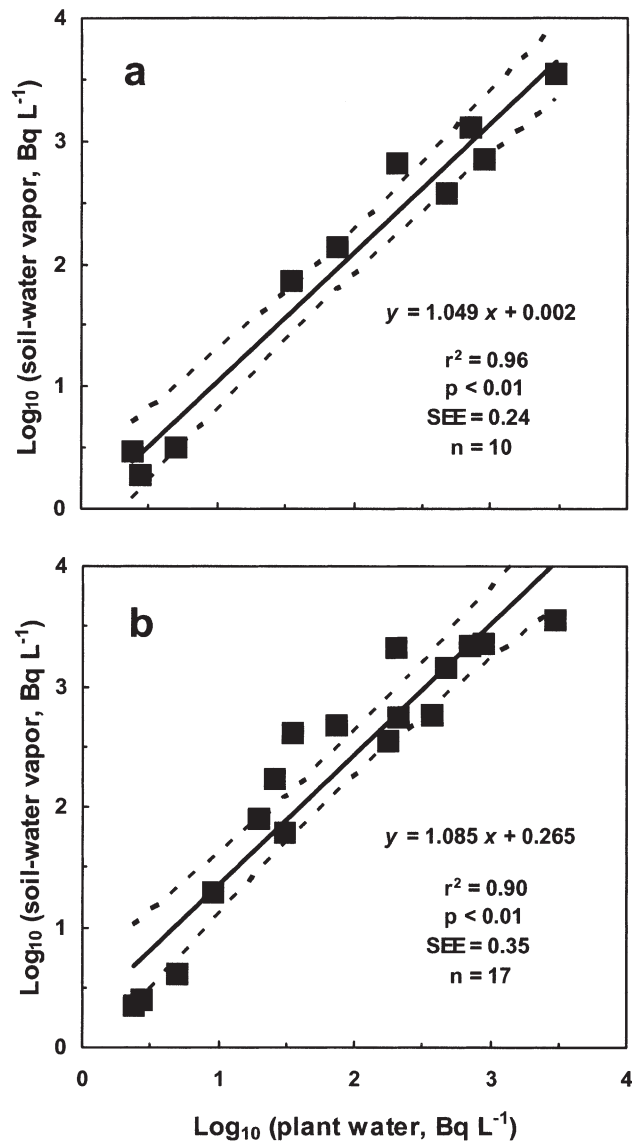 4
a
3
2
1
0
Log10 (soil-water vapor, Bq L-1)
y = 1.049 x + 0.002
r2 = 0.96
p < 0.01
SEE = 0.24
n = 10
4
b
3
2
1
0
Log10 (soil-water vapor, Bq L-1)
y = 1.085 x + 0.265
r2 = 0.90
p < 0.01
SEE = 0.35
n = 17
0 1 2 3 4
Log10 (plant water, Bq L-1)